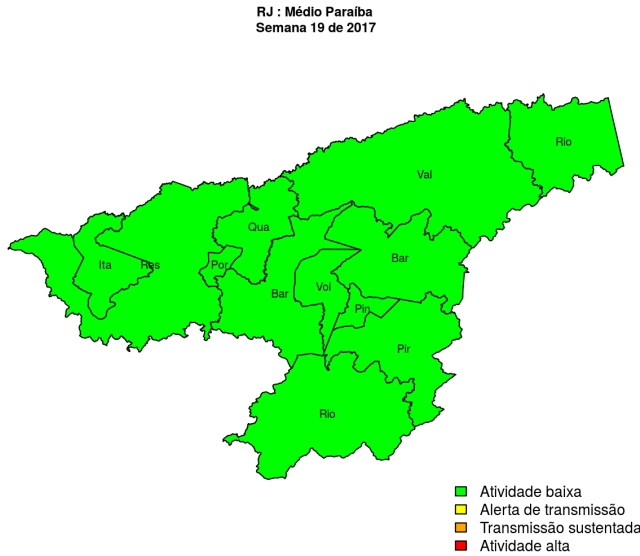 RJ : Médio Paraíba
Semana 19 de 2017
Rio
Val
Qua
Bar
Ita
Res
Por
Vol
Bar
Pin
Pir
Rio
Atividade baixa
Alerta de transmissão
Transmissão sustentada
Atividade alta